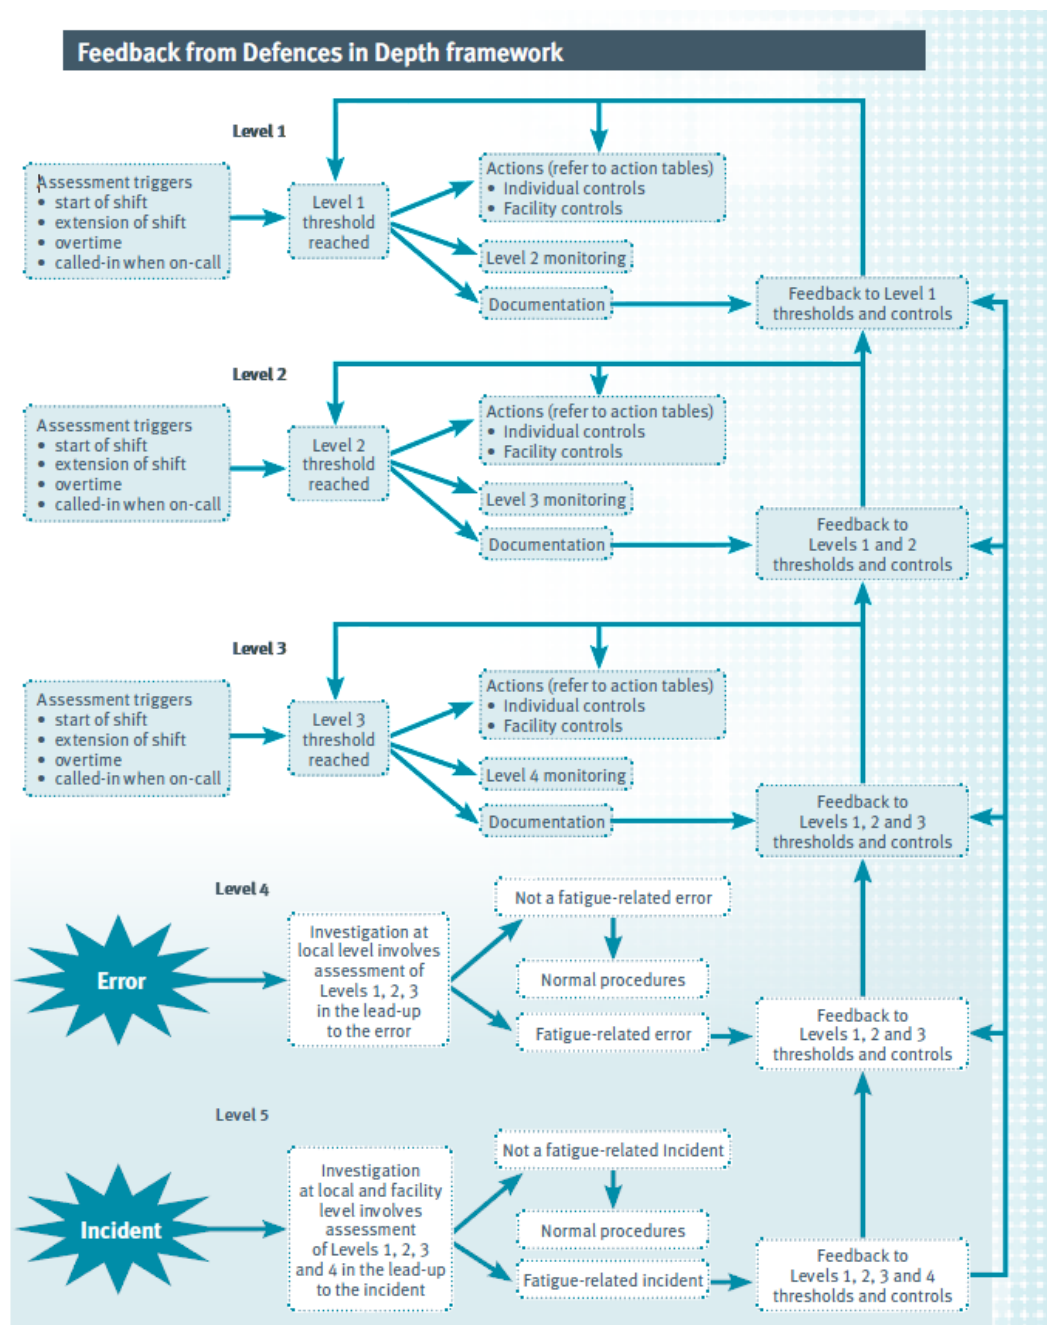 Feedback from Defences in Depth framework
Level 1
Assessment triggers
• start of shift
• extension of shift
• overtime
• called-in when on-call
Level 1
threshold
reached
Actions (refer to action tables)
• Individual controls
• Facility controls
Level 2 monitoring
Documentation
Feedback to Level 1
thresholds and controls
Level 2
Assessment triggers
• start of shift
• extension of shift
• overtime
• called-in when on-call
Level 2
threshold
reached
Actions (refer to action tables)
• Individual controls
• Facility controls
Level 3 monitoring
Documentation
Feedback to
Levels 1 and 2
thresholds and controls
Level 3
Assessment triggers
• start of shift
• extension of shift
• overtime
• called-in when on-call
Level 3
threshold
reached
Actions (refer to action tables)
• Individual controls
• Facility controls
Level 4 monitoring
Documentation
Feedback to
Levels 1, 2 and 3
thresholds and controls
Level 4
Error
Investigation at
local level involves
assessment of
Levels 1, 2, 3
in the lead-up
to the error
Not a fatigue-related error
Normal procedures
Fatigue-related error
Feedback to
Levels 1, 2 and 3
thresholds and controls
Level 5
Incident
Investigation
at local and facility
level involves
assessment
of Levels 1, 2, 3
and 4 in the lead-up
to the incident
Not a fatigue-related Incident
Normal procedures
Fatigue-related incident
Feedback to
Levels 1, 2, 3 and 4
thresholds and controls